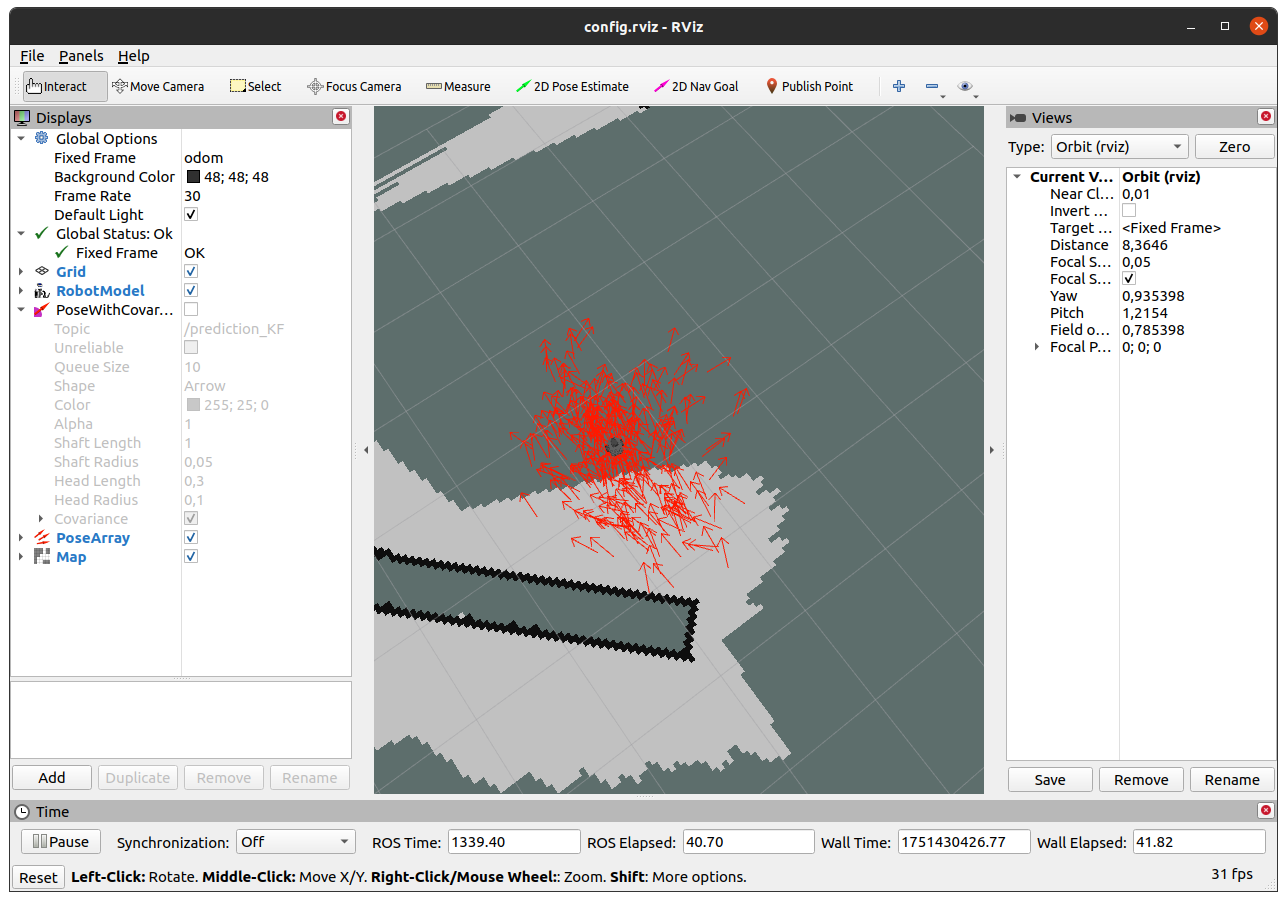 config.rviz - RViz
File Panels Help
Interact Move Camera Select Focus Camera Measure 2D Pose Estimate 2D Nav Goal Publish Point
Displays
Global Options
Fixed Frame odom
Background Color 48; 48; 48
Frame Rate 30
Default Light
Global Status: Ok
Fixed Frame OK
Grid
RobotModel
PoseWithCovar...
Topic /prediction_KF
Unreliable
Queue Size 10
Shape Arrow
Color 255; 25; 0
Alpha 1
Shaft Length 1
Shaft Radius 0,05
Head Length 0,3
Head Radius 0,1
Covariance
PoseArray
Map
Add Duplicate Remove Rename
Views
Type: Orbit (rviz) Zero
Current V... Orbit (rviz)
Near Cl... 0,01
Invert ...
Target ... <Fixed Frame>
Distance 8,3646
Focal S... 0,05
Focal S...
Yaw 0,935398
Pitch 1,2154
Field o... 0,785398
Focal P... 0; 0; 0
Save Remove Rename
Time
Pause Synchronization: Off ROS Time: 1339.40 ROS Elapsed: 40.70 Wall Time: 1751430426.77 Wall Elapsed: 41.82
Reset Left-Click: Rotate. Middle-Click: Move X/Y. Right-Click/Mouse Wheel:: Zoom. Shift: More options. 31 fps